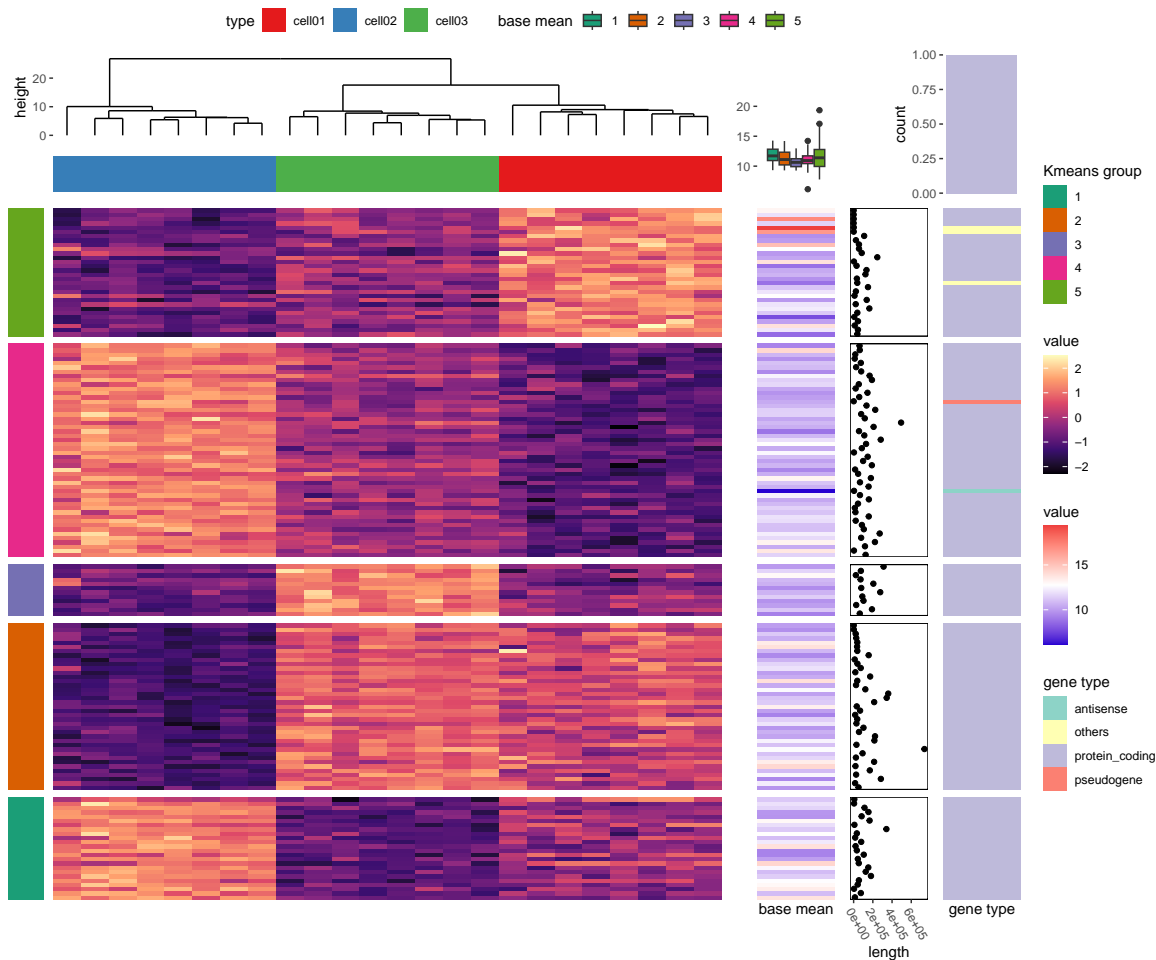 type cell01 cell02 cell03 base mean 1 2 3 4 5
height
20
10
0
20
15
10
count
1.00
0.75
0.50
0.25
0.00
Kmeans group
1
2
3
4
5
value
2
1
0
−1
−2
value
15
10
gene type
antisense
others
protein_coding
pseudogene
base mean
0e+00
2e+05
4e+05
6e+05
length
gene type